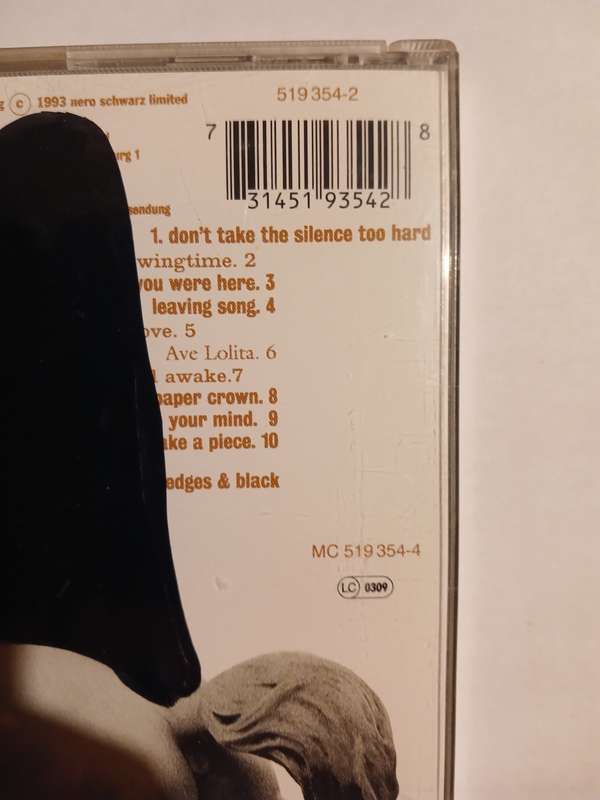 © 1993 nero schwarz limited
519 354-2
7 31451 93542 8
1. don't take the silence too hard
wingtime. 2
you were here. 3
leaving song. 4
ove. 5
Ave Lolita. 6
awake.7
paper crown. 8
your mind. 9
ake a piece. 10
edges & black
MC 519 354-4
LC 0309